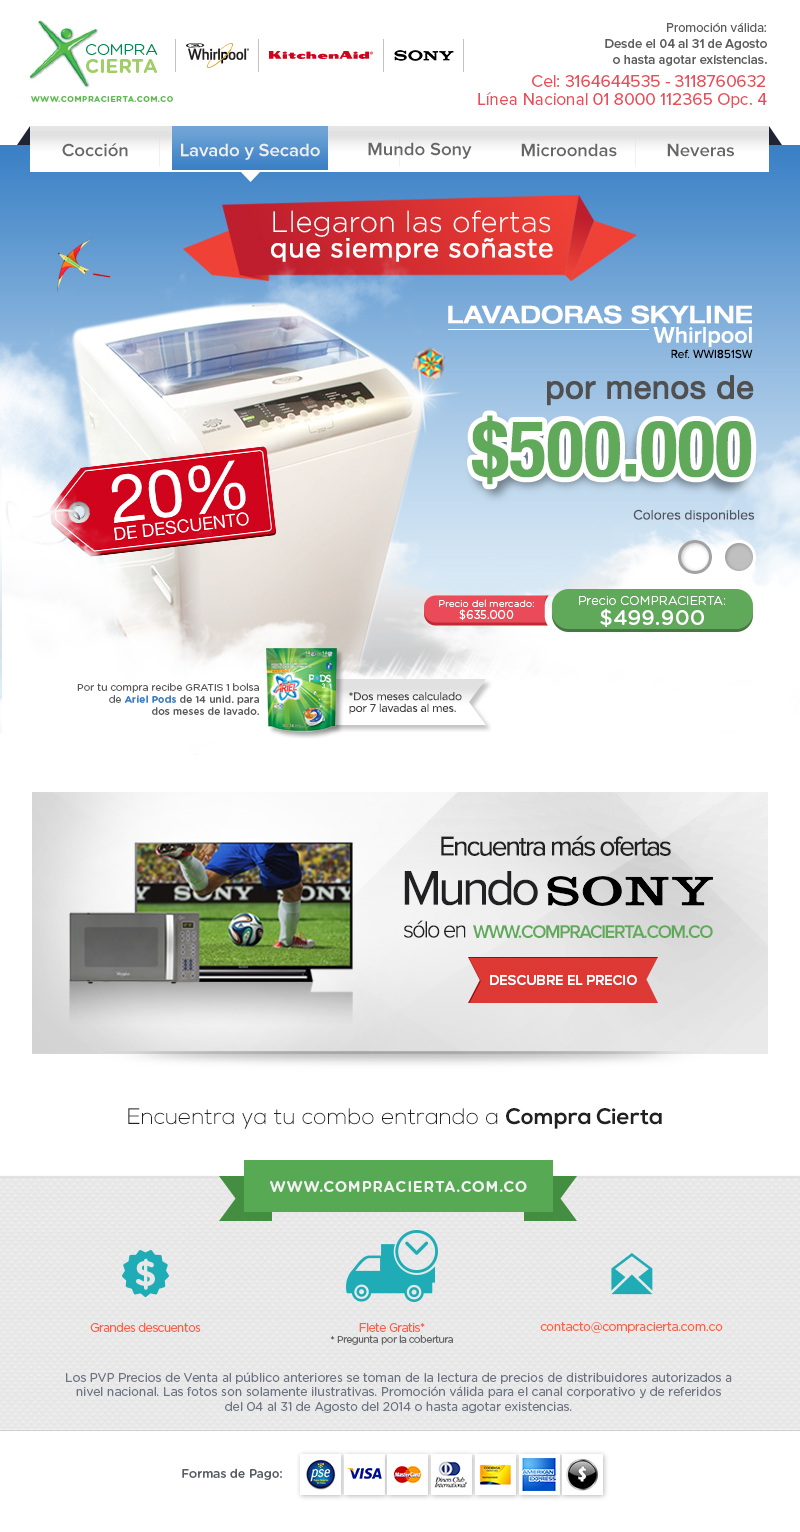 COMPRA
CIERTA
WWW.COMPRACIERTA.COM.CO
Whirlpool
KitchenAid
SONY
Promoción válida:
Desde el 04 al 31 de Agosto
o hasta agotar existencias.
Cel: 3164644535 - 3118760632
Línea Nacional 01 8000 112365 Opc. 4
Cocción
Lavado y Secado
Mundo Sony
Microondas
Neveras
Llegaron las ofertas
que siempre soñaste
LAVADORAS SKYLINE
Whirlpool
Ref. WWI851SW
por menos de
$500.000
20%
DE DESCUENTO
Colores disponibles
Precio del mercado:
$635.000
Precio COMPRACIERTA:
$499.900
Por tu compra recibe GRATIS 1 bolsa
de Ariel Pods de 14 unid. para
dos meses de lavado.
ARIEL
PODS
*Dos meses calculado
por 7 lavadas al mes.
SONY
SONY
Encuentra más ofertas
Mundo SONY
sólo en WWW.COMPRACIERTA.COM.CO
DESCUBRE EL PRECIO
Encuentra ya tu combo entrando a Compra Cierta
WWW.COMPRACIERTA.COM.CO
Grandes descuentos
Flete Gratis*
* Pregunta por la cobertura
contacto@compracierta.com.co
Los PVP Precios de Venta al público anteriores se toman de la lectura de precios de distribuidores autorizados a
nivel nacional. Las fotos son solamente ilustrativas. Promoción válida para el canal corporativo y de referidos
del 04 al 31 de Agosto del 2014 o hasta agotar existencias.
Formas de Pago:
pse
VISA
MasterCard
Diners Club
International
AMERICAN
EXPRESS